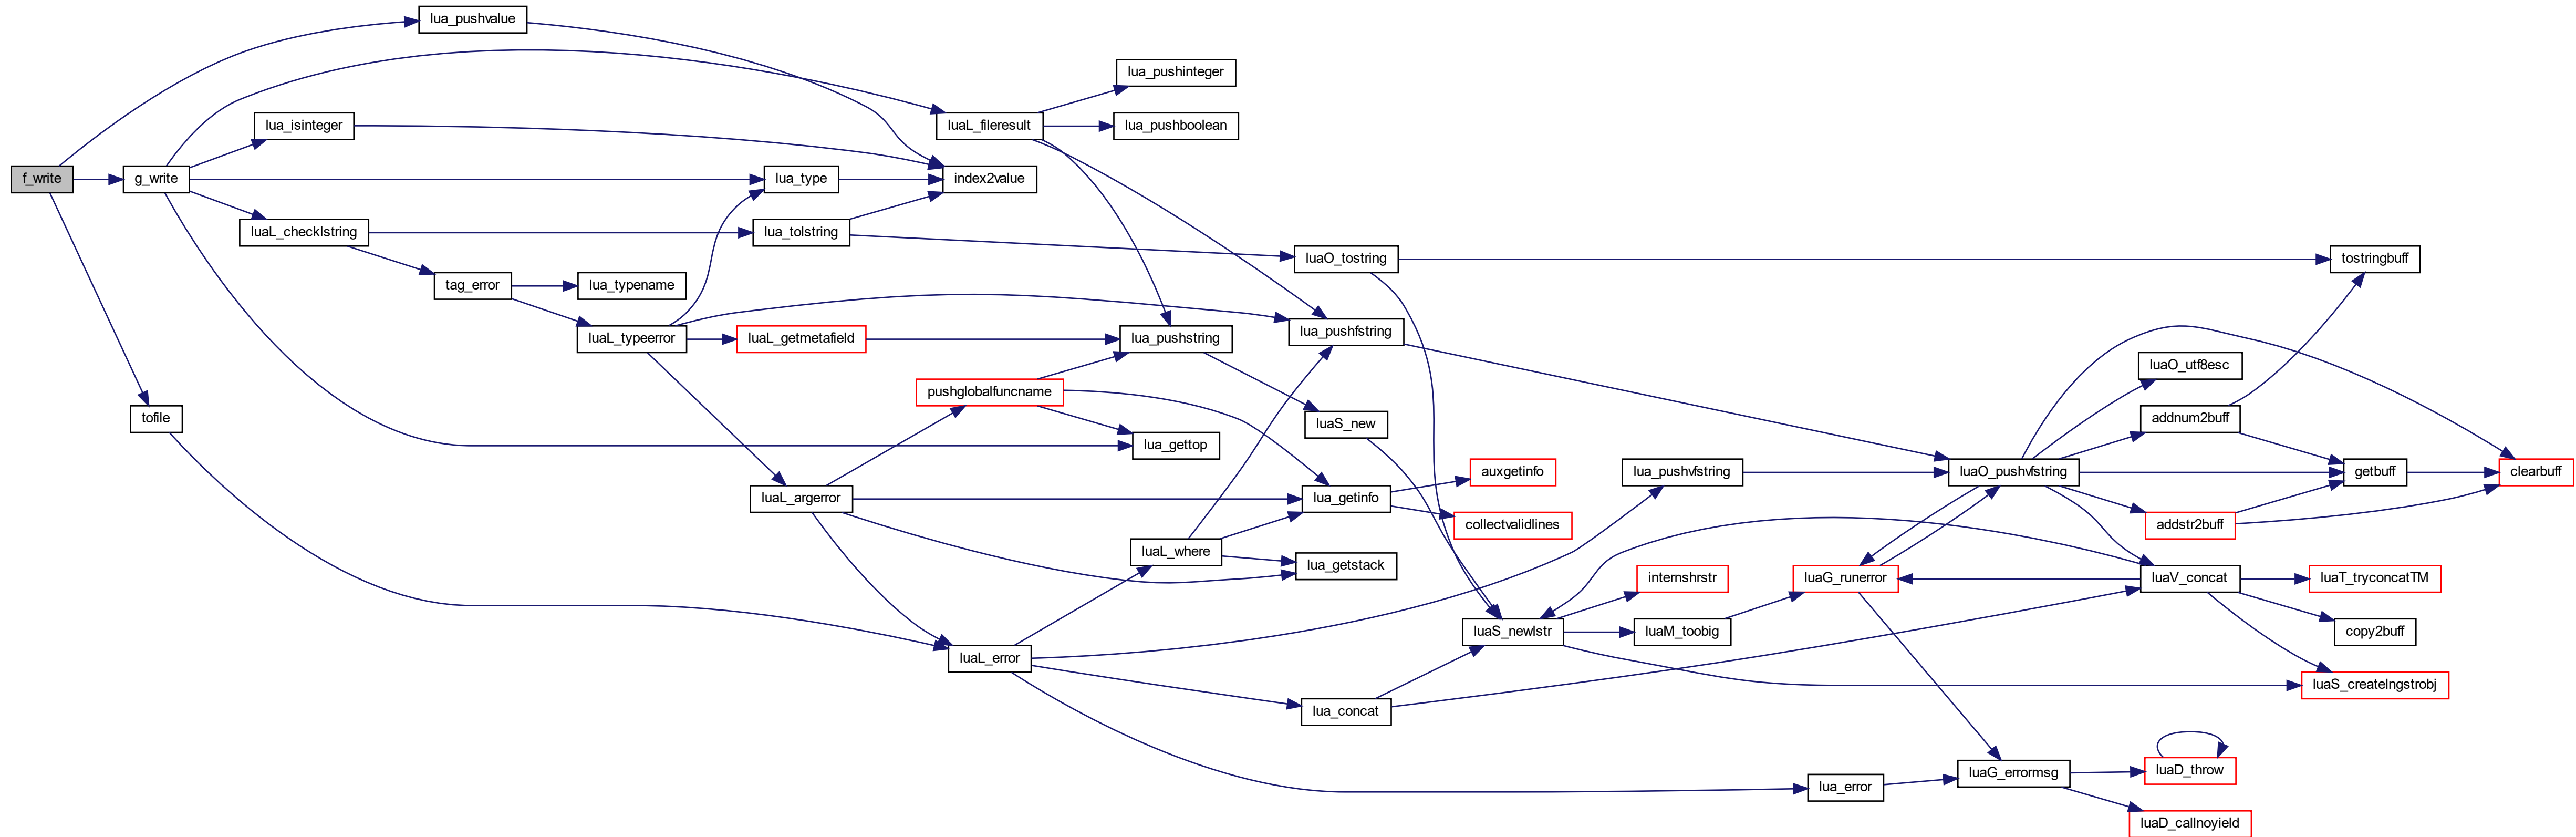 lua_pushvalue
lua_pushinteger
lua_isinteger
luaL_fileresult
lua_pushboolean
f_write
g_write
lua_type
index2value
luaL_checklstring
lua_tolstring
luaO_tostring
tostringbuff
tag_error
lua_typename
luaL_typeerror
luaL_getmetafield
lua_pushstring
lua_pushfstring
luaO_utf8esc
pushglobalfuncname
tofile
lua_gettop
luaS_new
addnum2buff
luaL_argerror
lua_getinfo
auxgetinfo
lua_pushvfstring
luaO_pushvfstring
getbuff
clearbuff
collectvalidlines
addstr2buff
luaL_where
lua_getstack
internshrstr
luaG_runerror
luaV_concat
luaT_tryconcatTM
luaL_error
luaS_newlstr
luaM_toobig
copy2buff
lua_concat
luaS_createlngstrobj
lua_error
luaG_errormsg
luaD_throw
luaD_callnoyield